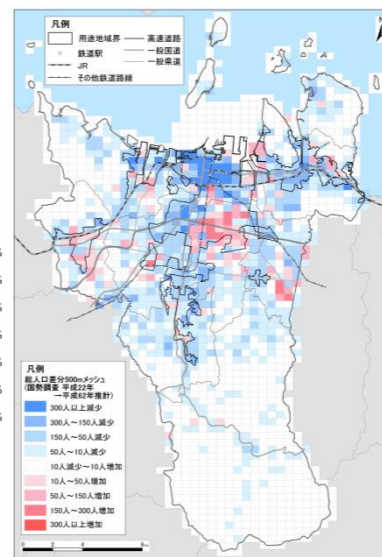 凡例
用途地域界
鉄道駅
JR
その他鉄道路線
高速道路
一般国道
一般県道
%
%
%
%
%
%
%
凡例
総人口差分500mメッシュ
(国勢調査 平成22年
→平成62年推計)
300人以上減少
300人～150人減少
150人～50人減少
50人～10人減少
10人減少～10人増加
10人～50人増加
50人～150人増加
150人～300人増加
300人以上増加
0 2 4 8